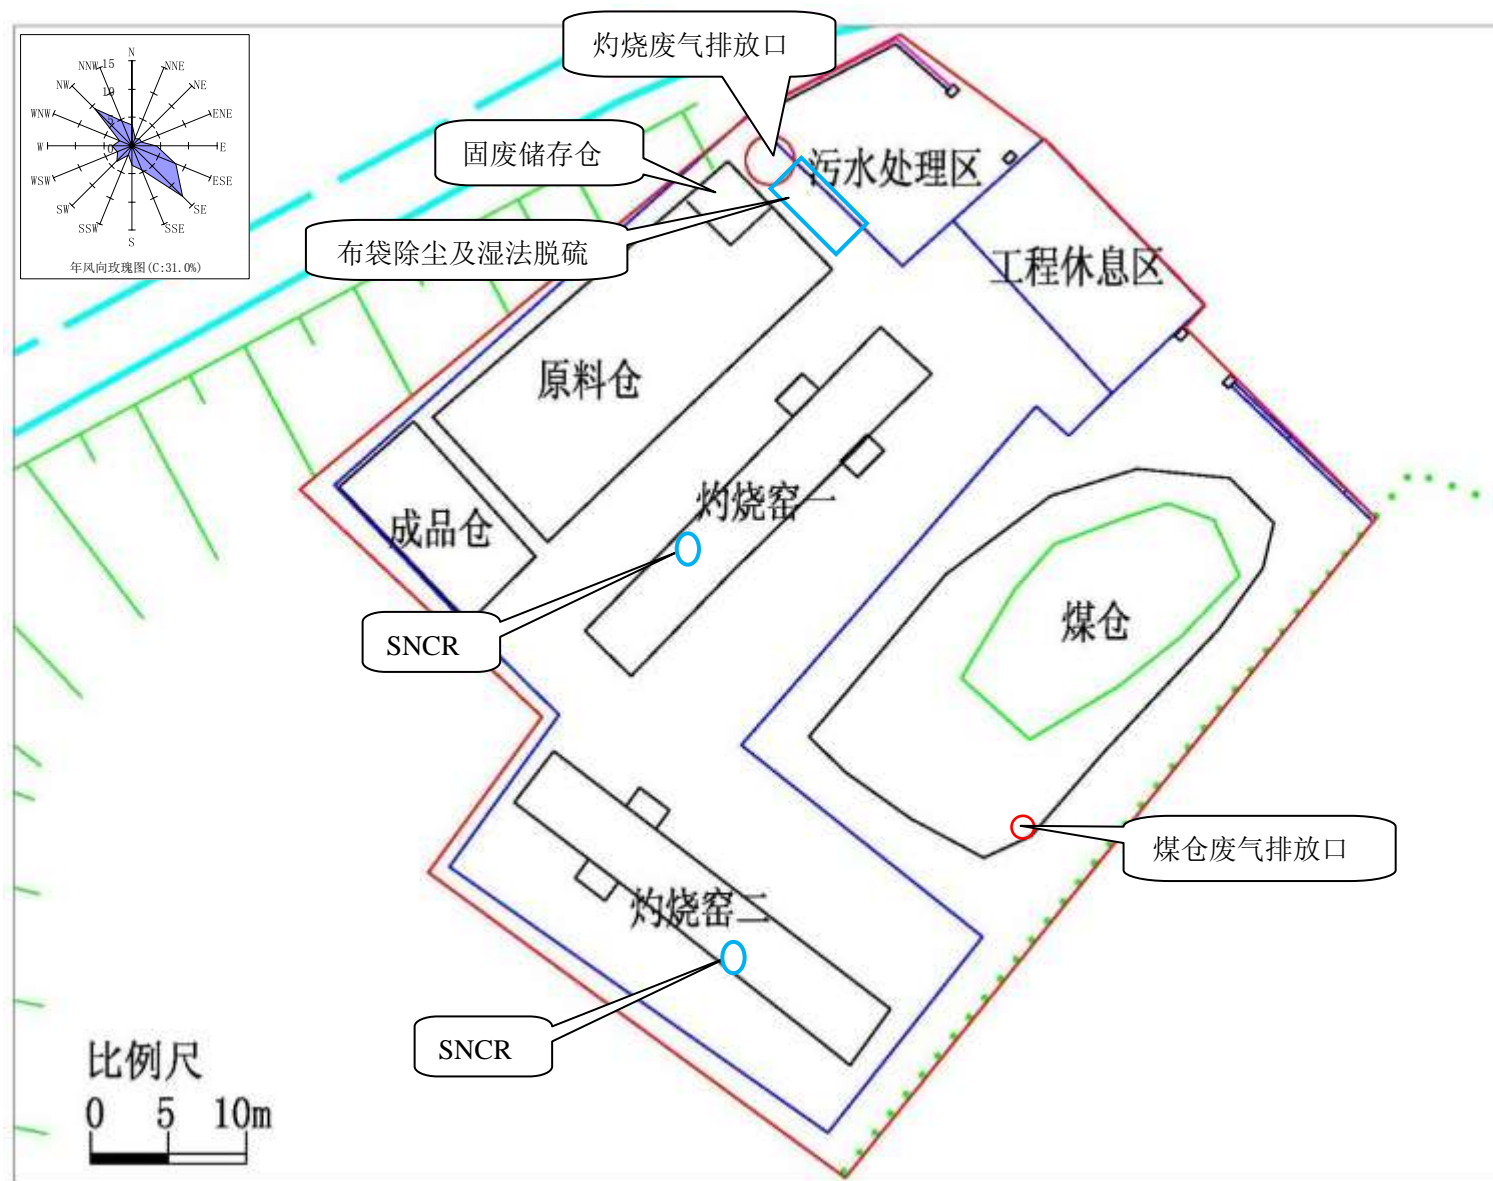 灼烧废气排放口
N
NNW
15
NNE
NW
10
NE
WNW
5
ENE
W
0
E
WSW
ESE
SW
SE
SSW
SSE
S
年风向玫瑰图(C:31.0%)
固废储存仓
污水处理区
布袋除尘及湿法脱硫
工程休息区
原料仓
灼烧窑一
成品仓
煤仓
SNCR
煤仓废气排放口
灼烧窑二
SNCR
比例尺
0 5 10m